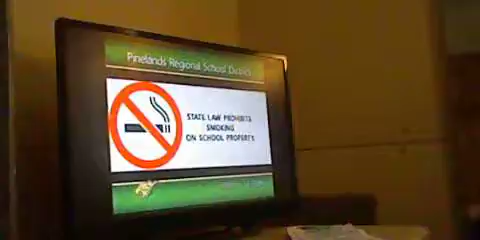 Pinelands Regional School District
STATE LAW PROHIBITS
SMOKING
ON SCHOOL PROPERTY